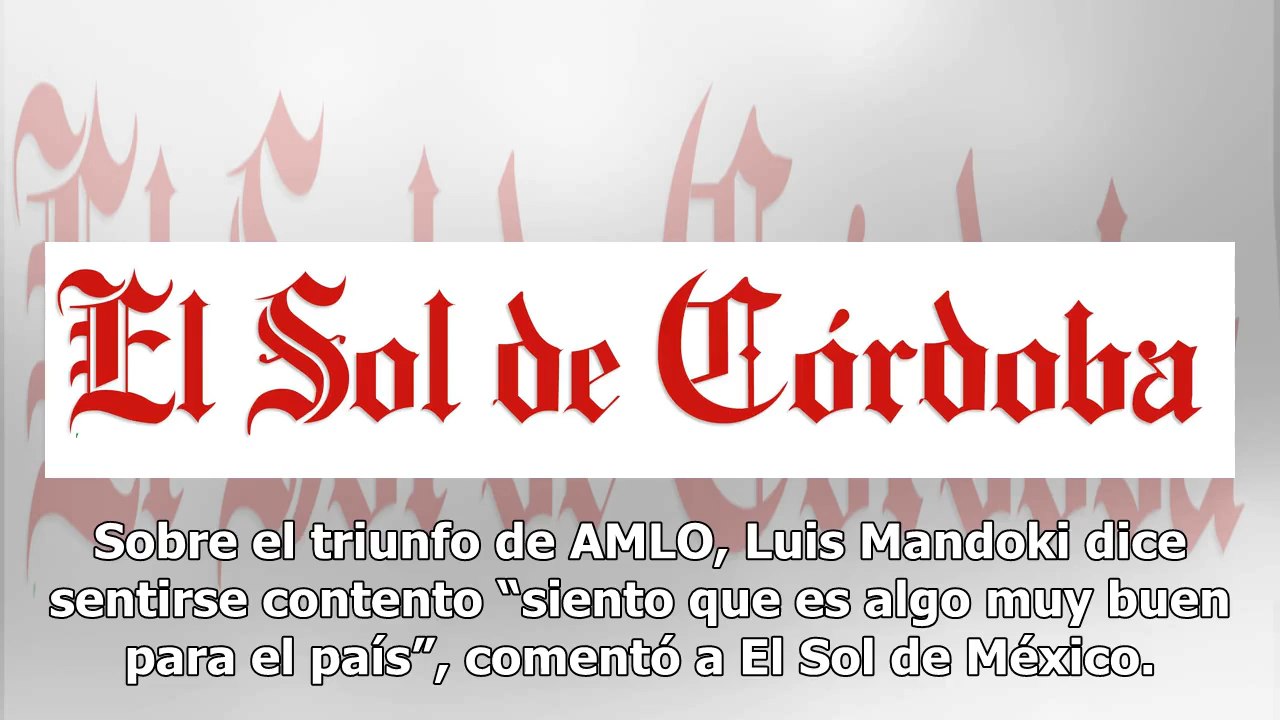 El Sol de Córdoba
Sobre el triunfo de AMLO, Luis Mandoki dice
sentirse contento “siento que es algo muy buen
para el país”, comentó a El Sol de México.